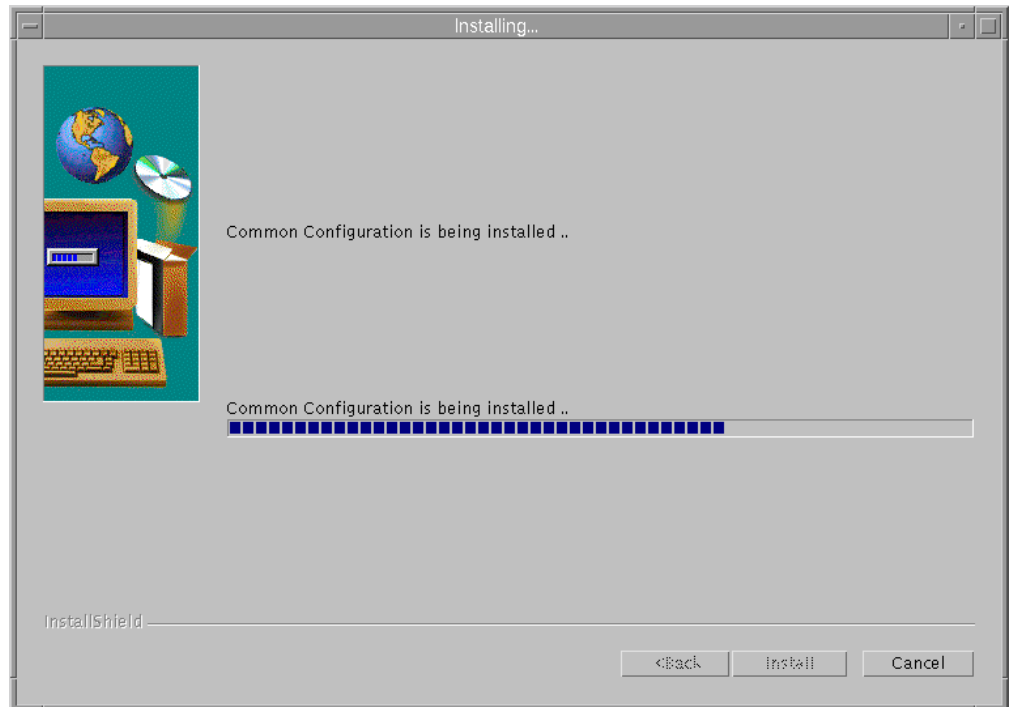 Installing...
Common Configuration is being installed ..
Common Configuration is being installed ..
InstallShield
<Back Install Cancel